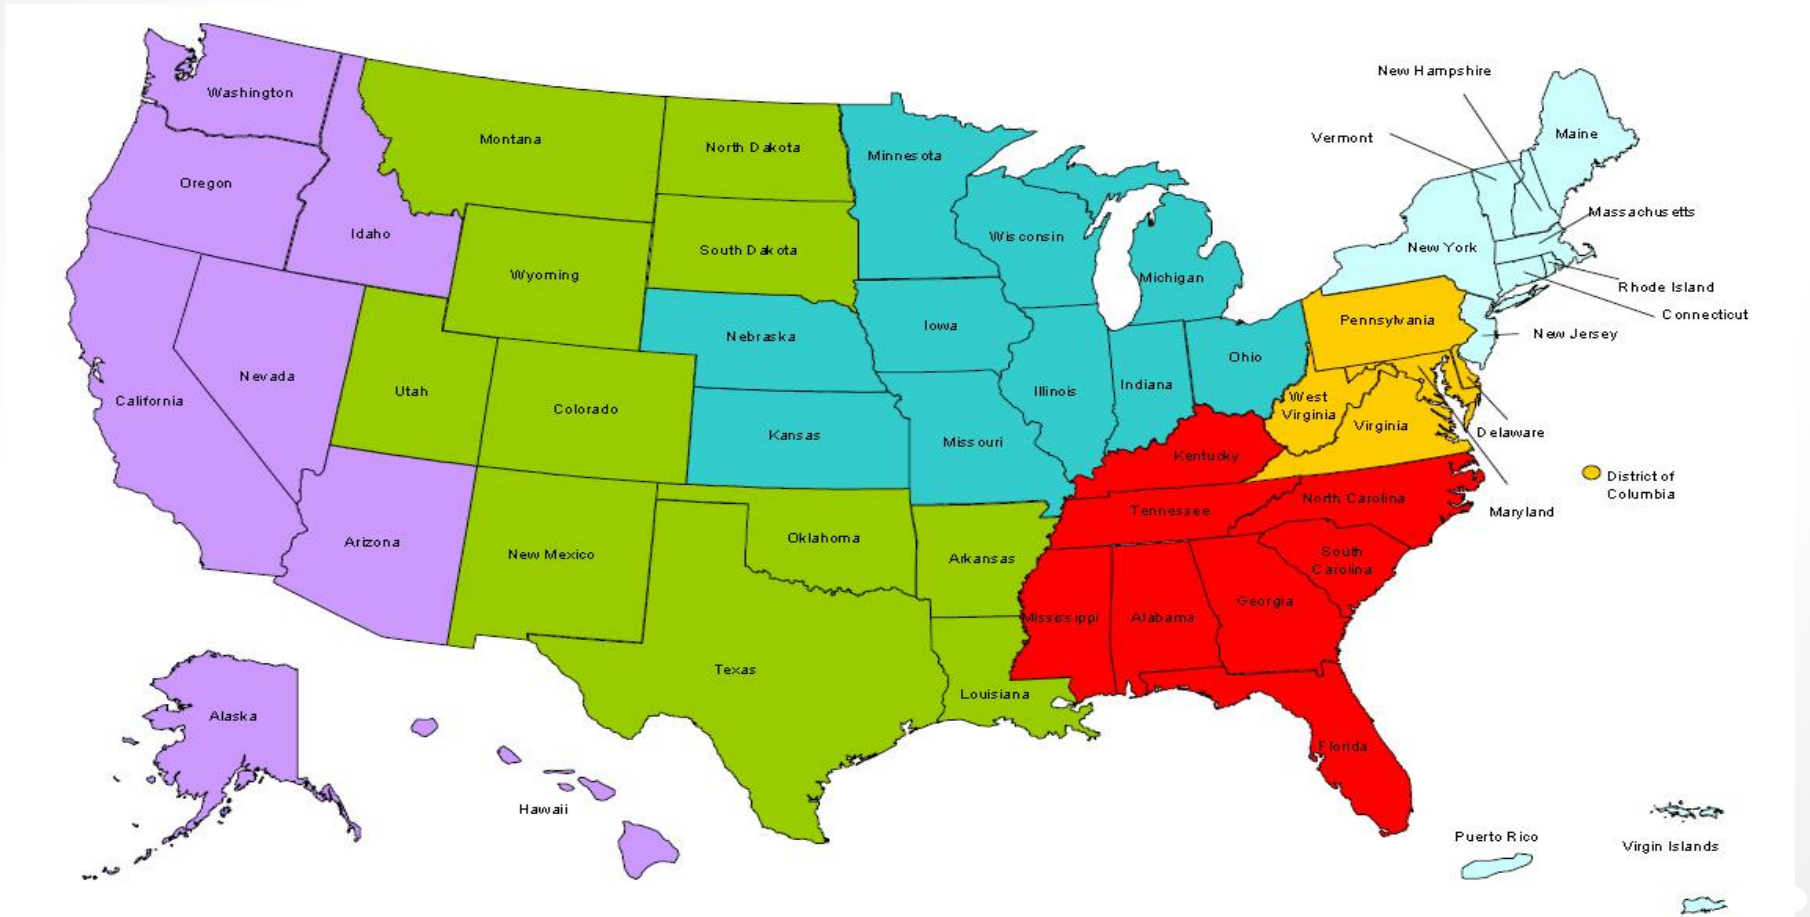 New Hampshire
Washington
Vermont
Maine
Montana
North Dakota
Minnesota
Oregon
Massachusetts
Idaho
Wisconsin
New York
South Dakota
Wyoming
Michigan
Rhode Island
Connecticut
Iowa
Pennsylvania
Nebraska
New Jersey
Ohio
Nevada
Indiana
Utah
Illinois
California
Colorado
West
Virginia
Virginia
Kansas
Missouri
Delaware
Kentucky
District of
Columbia
North Carolina
Tennessee
Maryland
Arizona
Oklahoma
New Mexico
Arkansas
South
Carolina
Georgia
Mississippi
Alabama
Texas
Louisiana
Alaska
Florida
Hawaii
Puerto Rico
Virgin Islands